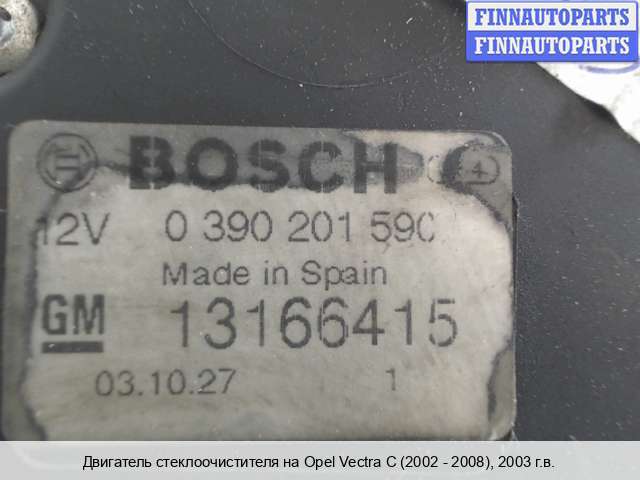 FINNAUTOPARTS
FINNAUTOPARTS
BOSCH
12V 0 390 201 590
Made in Spain
GM 13166415
03.10.27 1
Двигатель стеклоочистителя на Opel Vectra C (2002 - 2008), 2003 г.в.